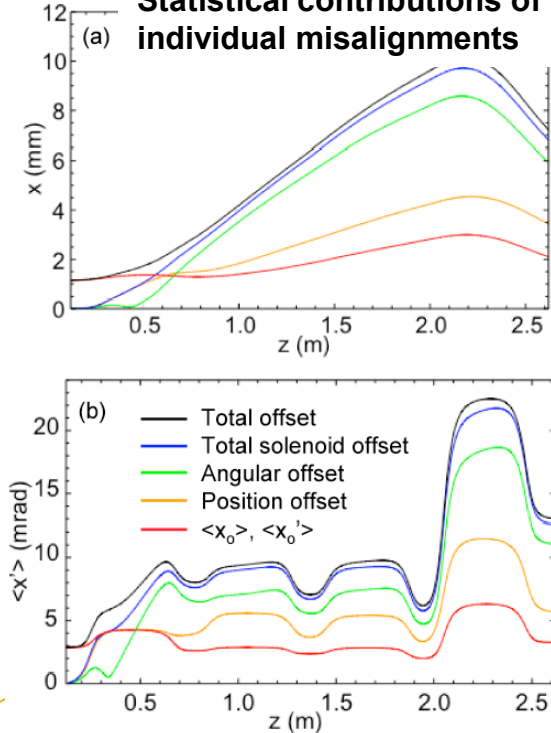 Statistical contributions of
individual misalignments
(a)
12
10
8
6
4
2
0
x (mm)
0.5 1.0 1.5 2.0 2.5
z (m)
(b)
20
15
10
5
0
<x'> (mrad)
Total offset
Total solenoid offset
Angular offset
Position offset
<xₒ>, <xₒ'>
0.5 1.0 1.5 2.0 2.5
z (m)